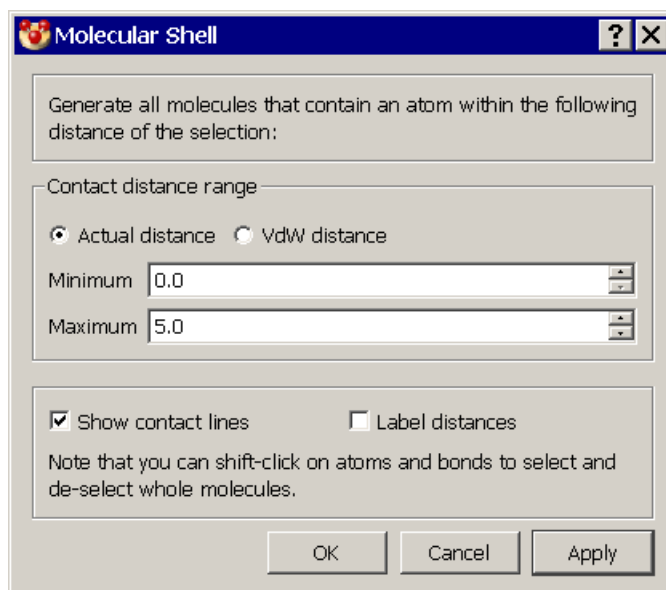 Molecular Shell
Generate all molecules that contain an atom within the following
distance of the selection:
Contact distance range
Actual distance VdW distance
Minimum 0.0
Maximum 5.0
Show contact lines Label distances
Note that you can shift-click on atoms and bonds to select and
de-select whole molecules.
OK Cancel Apply